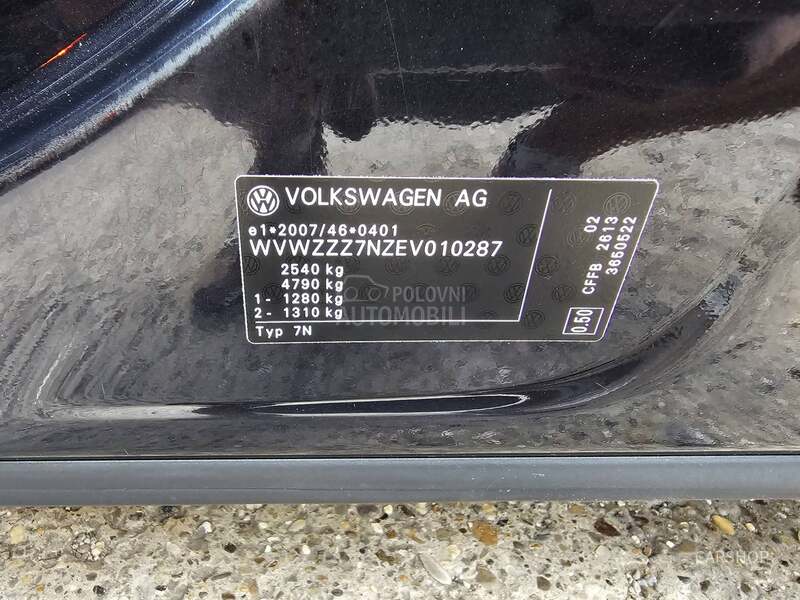 VOLKSWAGEN AG
e1*2007/46*0401
WVWZZZ7NZEV010287
2540 kg
4790 kg
1- 1280 kg
2- 1310 kg
Typ 7N
02
CFFB 2613
3650522
0.50
POLOVNI
AUTOMOBILI
CARSHOP